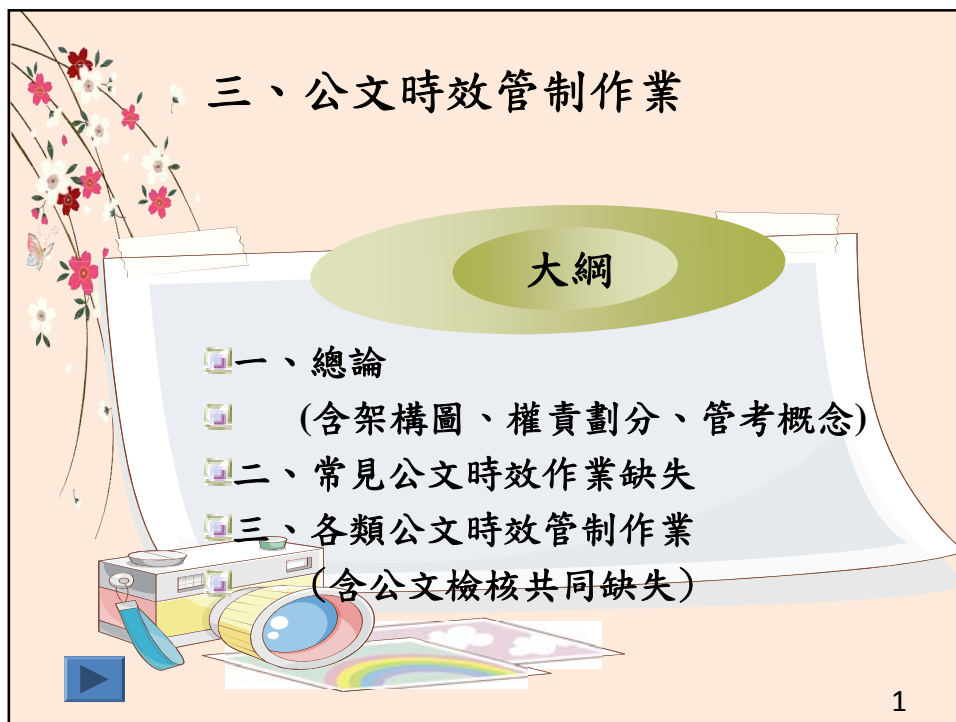 三、公文時效管制作業
大綱
一、總論
(含架構圖、權責劃分、管考概念)
二、常見公文時效作業缺失
三、各類公文時效管制作業
（含公文檢核共同缺失）
1